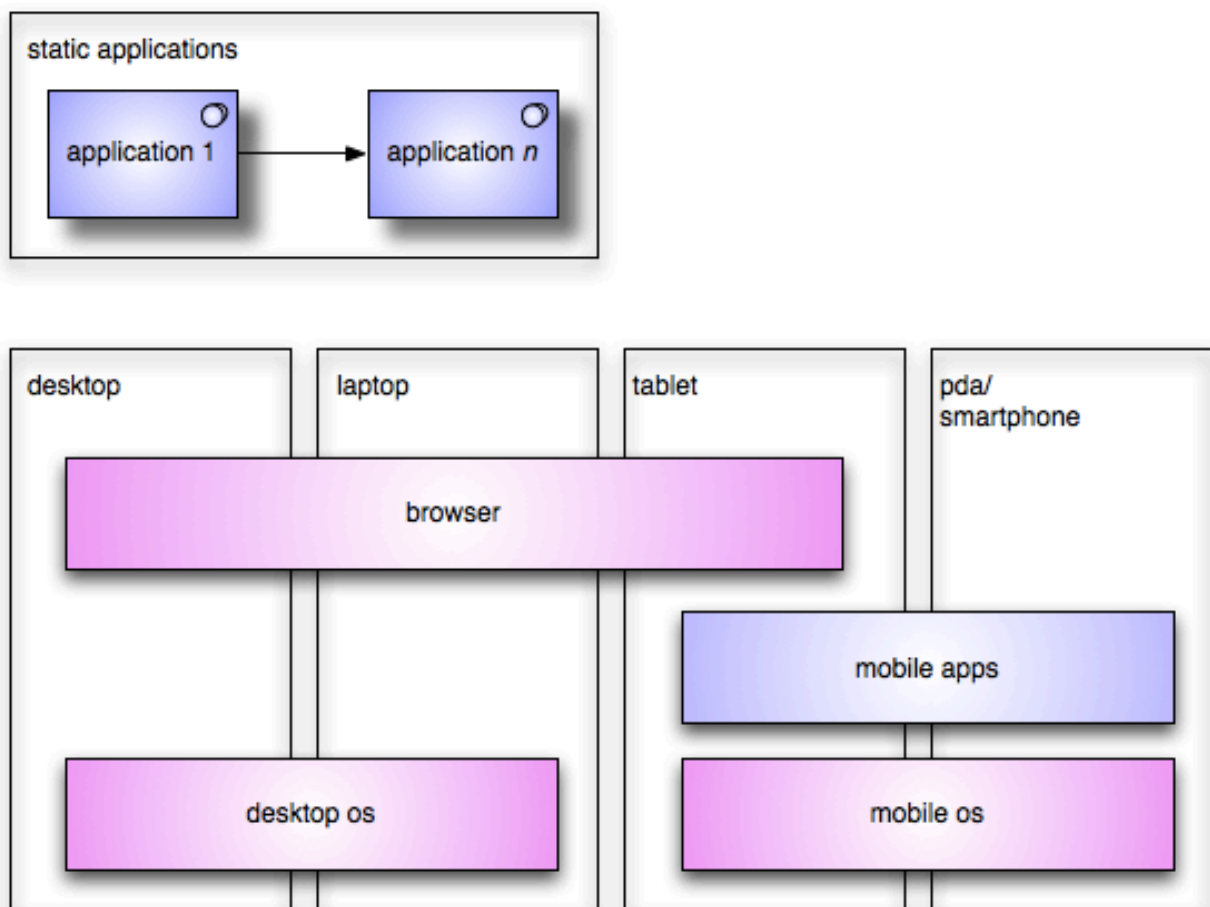 static applications
application 1
application n
desktop
laptop
tablet
pda/
smartphone
browser
mobile apps
desktop os
mobile os